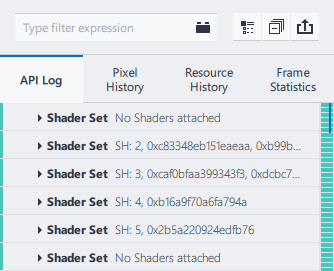 Type filter expression
API Log
Pixel History
Resource History
Frame Statistics
Shader Set No Shaders attached
Shader Set SH: 2, 0xc83348eb151eaeaa, 0xb99b...
Shader Set SH: 3, 0xcaf0bfaa399343f3, 0xdcbc7...
Shader Set SH: 4, 0xb16a9f70a6fa794a
Shader Set SH: 5, 0x2b5a220924edfb76
Shader Set No Shaders attached